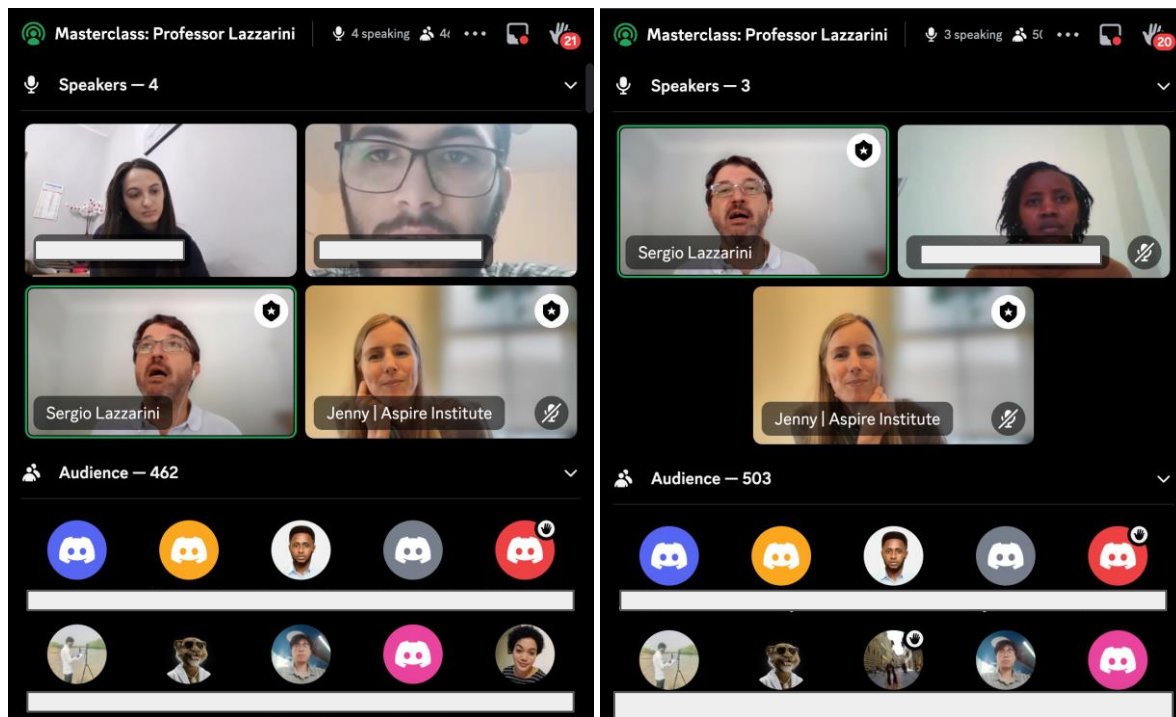 Masterclass: Professor Lazzarini
4 speaking
21
Speakers — 4
Sergio Lazzarini
Jenny | Aspire Institute
Audience — 462
Masterclass: Professor Lazzarini
3 speaking
20
Speakers — 3
Sergio Lazzarini
Jenny | Aspire Institute
Audience — 503